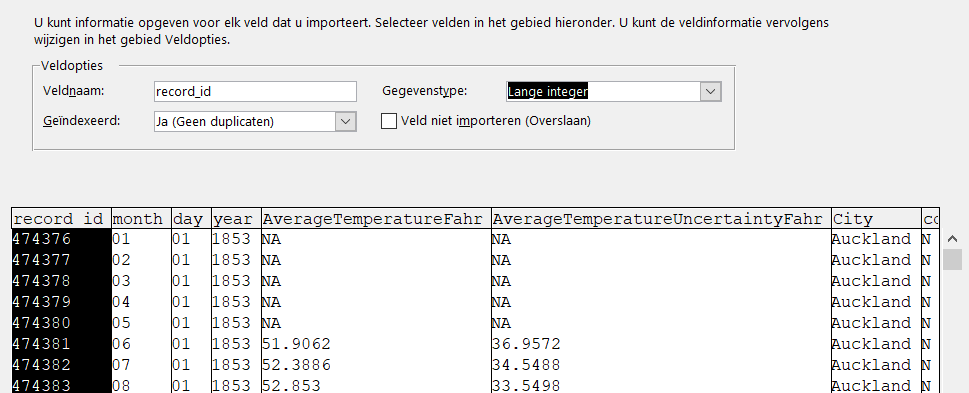 U kunt informatie opgeven voor elk veld dat u importeert. Selecteer velden in het gebied hieronder. U kunt de veldinformatie vervolgens
wijzigen in het gebied Veldopties.
Veldopties
Veldnaam: record_id Gegevenstype: Lange integer
Geïndexeerd: Ja (Geen duplicaten) Veld niet importeren (Overslaan)
record_id month day year AverageTemperatureFahr AverageTemperatureUncertaintyFahr City co
474376 01 01 1853 NA NA Auckland N
474377 02 01 1853 NA NA Auckland N
474378 03 01 1853 NA NA Auckland N
474379 04 01 1853 NA NA Auckland N
474380 05 01 1853 NA NA Auckland N
474381 06 01 1853 51.9062 36.9572 Auckland N
474382 07 01 1853 52.3886 34.5488 Auckland N
474383 08 01 1853 52.853 33.5498 Auckland N